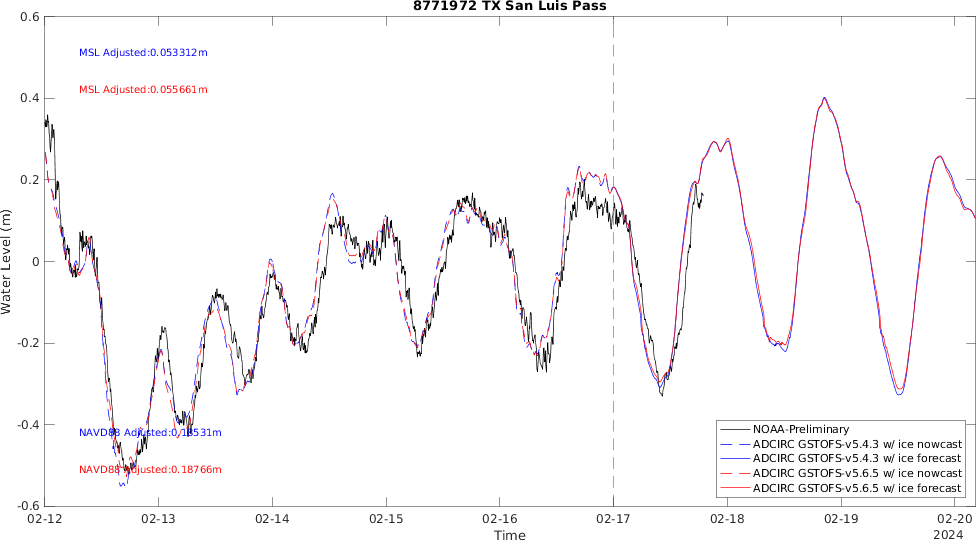 8771972 TX San Luis Pass
0.6
MSL Adjusted:0.053312m
MSL Adjusted:0.055661m
0.4
0.2
0
-0.2
-0.4
-0.6
Water Level (m)
NAVD88 Adjusted:0.18531m
NAVD88 Adjusted:0.18766m
NOAA-Preliminary
ADCIRC GSTOFS-v5.4.3 w/ ice nowcast
ADCIRC GSTOFS-v5.4.3 w/ ice forecast
ADCIRC GSTOFS-v5.6.5 w/ ice nowcast
ADCIRC GSTOFS-v5.6.5 w/ ice forecast
02-12 02-13 02-14 02-15 02-16 02-17 02-18 02-19 02-20
Time
2024